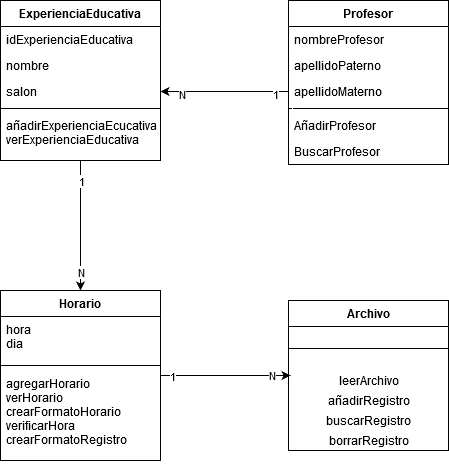 ExperienciaEducativa
idExperienciaEducativa
nombre
salon
añadirExperienciaEcucativa
verExperienciaEducativa
Profesor
nombreProfesor
apellidoPaterno
apellidoMaterno
AñadirProfesor
BuscarProfesor
N
1
1
N
Horario
hora
dia
agregarHorario
verHorario
crearFormatoHorario
verificarHora
crearFormatoRegistro
1
N
Archivo
leerArchivo
añadirRegistro
buscarRegistro
borrarRegistro